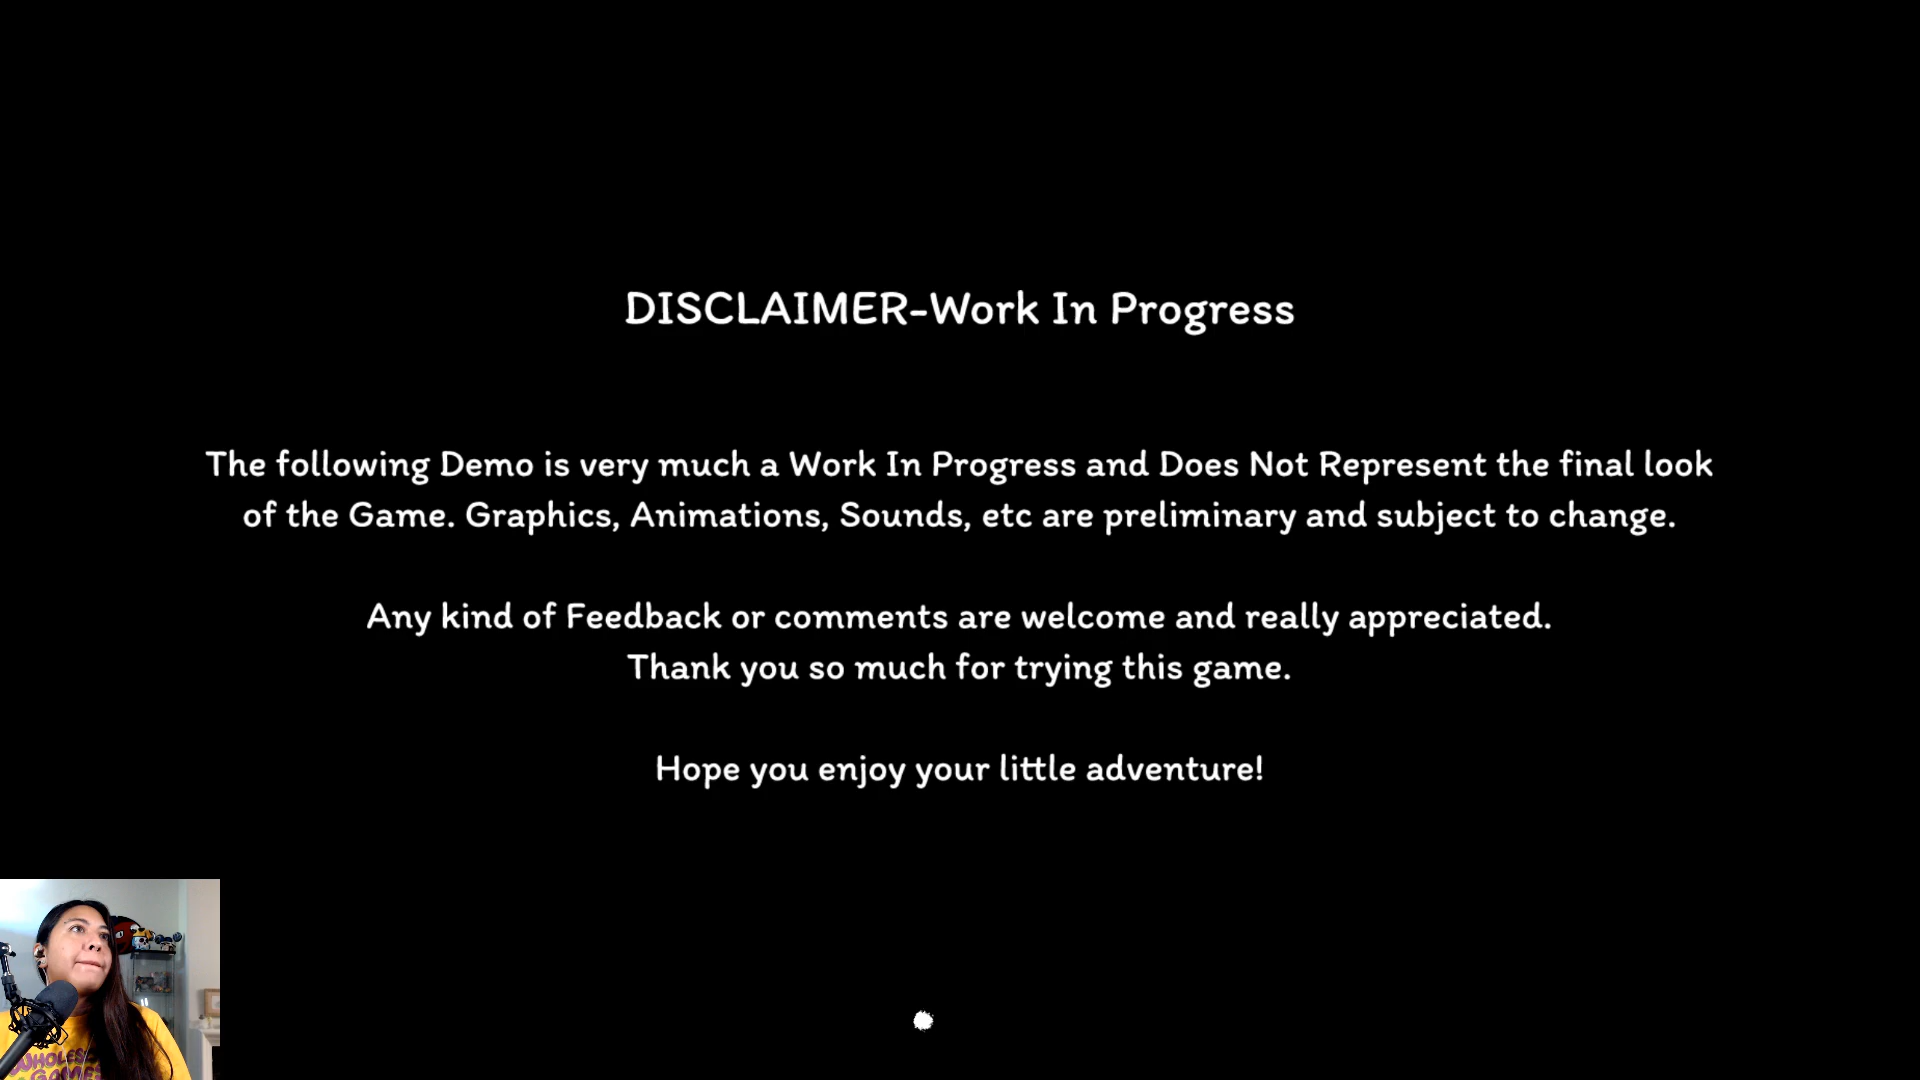 DISCLAIMER-Work In Progress
The following Demo is very much a Work In Progress and Does Not Represent the final look
of the Game. Graphics, Animations, Sounds, etc are preliminary and subject to change.
Any kind of Feedback or comments are welcome and really appreciated.
Thank you so much for trying this game.
Hope you enjoy your little adventure!